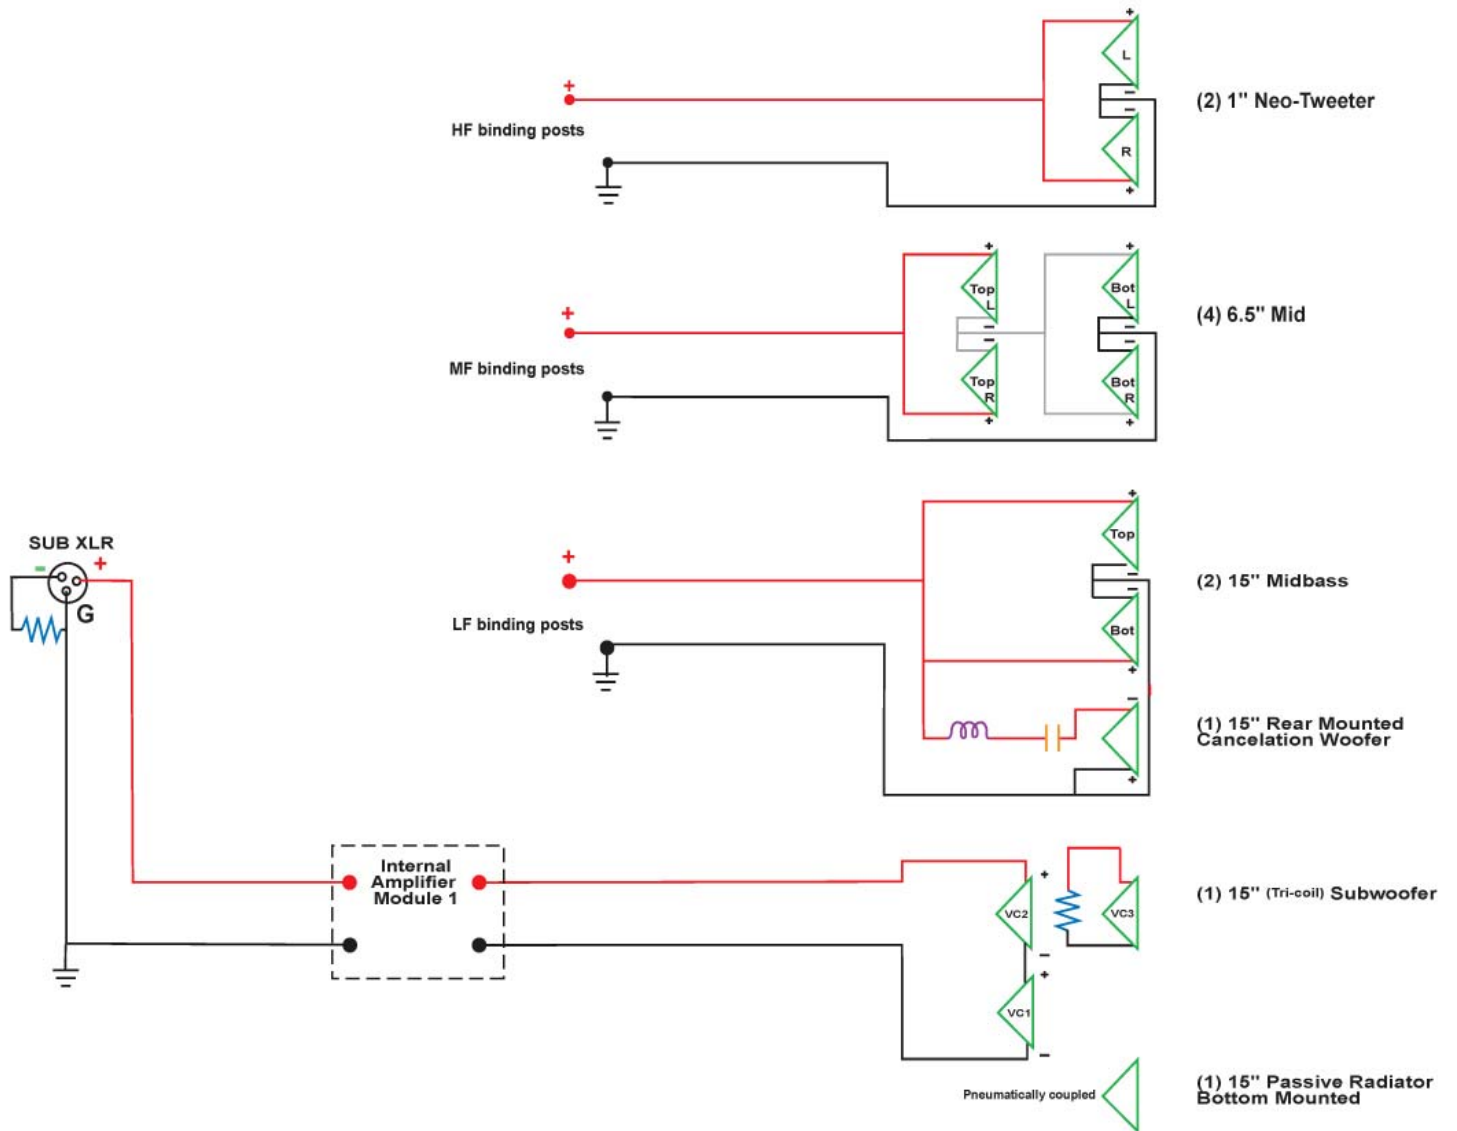 +
L
−
−
(2) 1" Neo-Tweeter
+
HF binding posts
R
+
+
+
Top
L
Bot
L
(4) 6.5" Mid
+
−
−
−
−
MF binding posts
Top
R
Bot
R
+
+
+
Top
SUB XLR
− +
G
+
−
−
(2) 15" Midbass
LF binding posts
Bot
+
−
(1) 15" Rear Mounted
Cancelation Woofer
+
Internal
Amplifier
Module 1
+
VC2
VC3
(1) 15" (Tri-coil) Subwoofer
−
+
VC1
−
Pneumatically coupled
(1) 15" Passive Radiator
Bottom Mounted